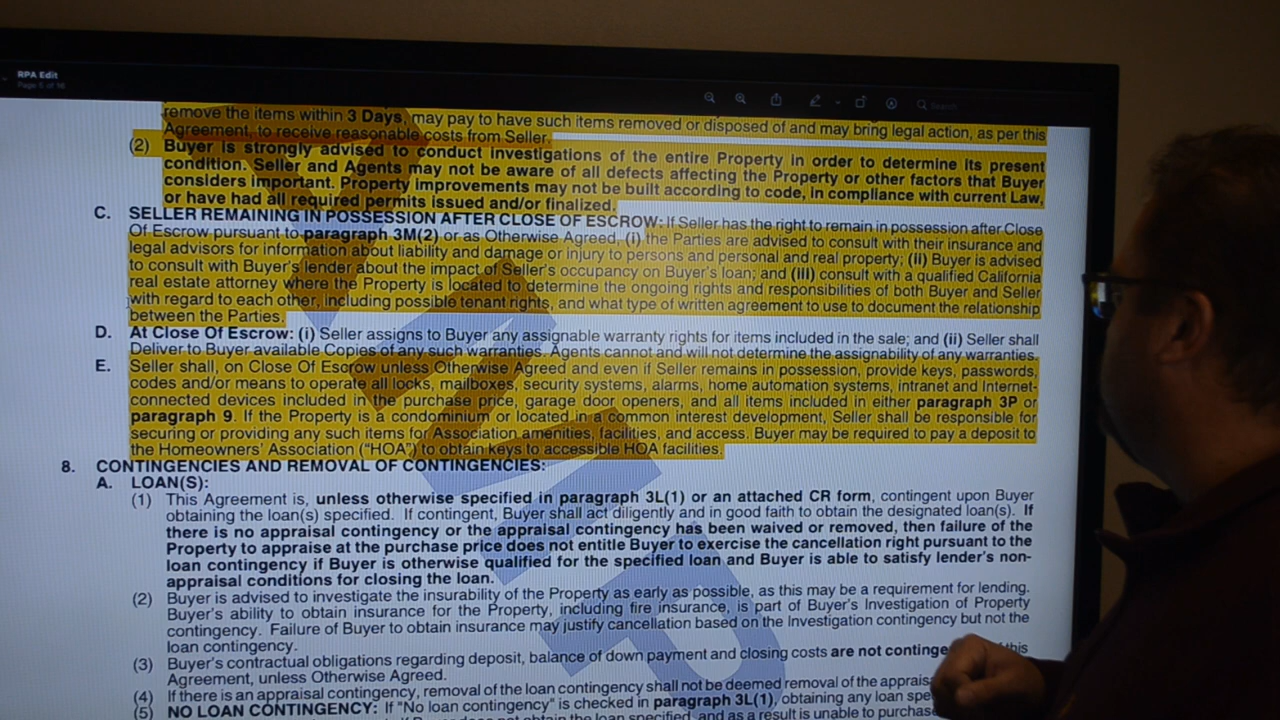 RPA Edit
Page 5 of 16
Search
remove the items within 3 Days, may pay to have such items removed or disposed of and may bring legal action, as per this
Agreement, to receive reasonable costs from Seller.
(2) Buyer is strongly advised to conduct investigations of the entire Property in order to determine its present
condition. Seller and Agents may not be aware of all defects affecting the Property or other factors that Buyer
considers important. Property improvements may not be built according to code, in compliance with current Law,
or have had all required permits issued and/or finalized.
C. SELLER REMAINING IN POSSESSION AFTER CLOSE OF ESCROW: If Seller has the right to remain in possession after Close
Of Escrow pursuant to paragraph 3M(2) or as Otherwise Agreed, (i) the Parties are advised to consult with their insurance and
legal advisors for information about liability and damage or injury to persons and personal and real property; (ii) Buyer is advised
to consult with Buyer's lender about the impact of Seller's occupancy on Buyer's loan; and (iii) consult with a qualified California
real estate attorney where the Property is located to determine the ongoing rights and responsibilities of both Buyer and Seller
with regard to each other, including possible tenant rights, and what type of written agreement to use to document the relationship
between the Parties.
D. At Close Of Escrow: (i) Seller assigns to Buyer any assignable warranty rights for items included in the sale; and (ii) Seller shall
Deliver to Buyer available Copies of any such warranties. Agents cannot and will not determine the assignability of any warranties.
E. Seller shall, on Close Of Escrow unless Otherwise Agreed and even if Seller remains in possession, provide keys, passwords,
codes and/or means to operate all locks, mailboxes, security systems, alarms, home automation systems, intranet and Internet-
connected devices included in the purchase price, garage door openers, and all items included in either paragraph 3P or
paragraph 9. If the Property is a condominium or located in a common interest development, Seller shall be responsible for
securing or providing any such items for Association amenities, facilities, and access. Buyer may be required to pay a deposit to
the Homeowners' Association ("HOA") to obtain keys to accessible HOA facilities.
8. CONTINGENCIES AND REMOVAL OF CONTINGENCIES:
A. LOAN(S):
(1) This Agreement is, unless otherwise specified in paragraph 3L(1) or an attached CR form, contingent upon Buyer
obtaining the loan(s) specified. If contingent, Buyer shall act diligently and in good faith to obtain the designated loan(s). If
there is no appraisal contingency or the appraisal contingency has been waived or removed, then failure of the
Property to appraise at the purchase price does not entitle Buyer to exercise the cancellation right pursuant to the
loan contingency if Buyer is otherwise qualified for the specified loan and Buyer is able to satisfy lender's non-
appraisal conditions for closing the loan.
(2) Buyer is advised to investigate the insurability of the Property as early as possible, as this may be a requirement for lending.
Buyer's ability to obtain insurance for the Property, including fire insurance, is part of Buyer's Investigation of Property
contingency. Failure of Buyer to obtain insurance may justify cancellation based on the Investigation contingency but not the
loan contingency.
(3) Buyer's contractual obligations regarding deposit, balance of down payment and closing costs are not this
Agreement, unless Otherwise Agreed.
(4) If there is an appraisal contingency, removal of the loan contingency shall not be deemed removal of the
(5) NO LOAN CONTINGENCY: If "No loan contingency" is checked in paragraph 3L(1), obtaining any loan
obtain the loan specified, and as a result is unable to